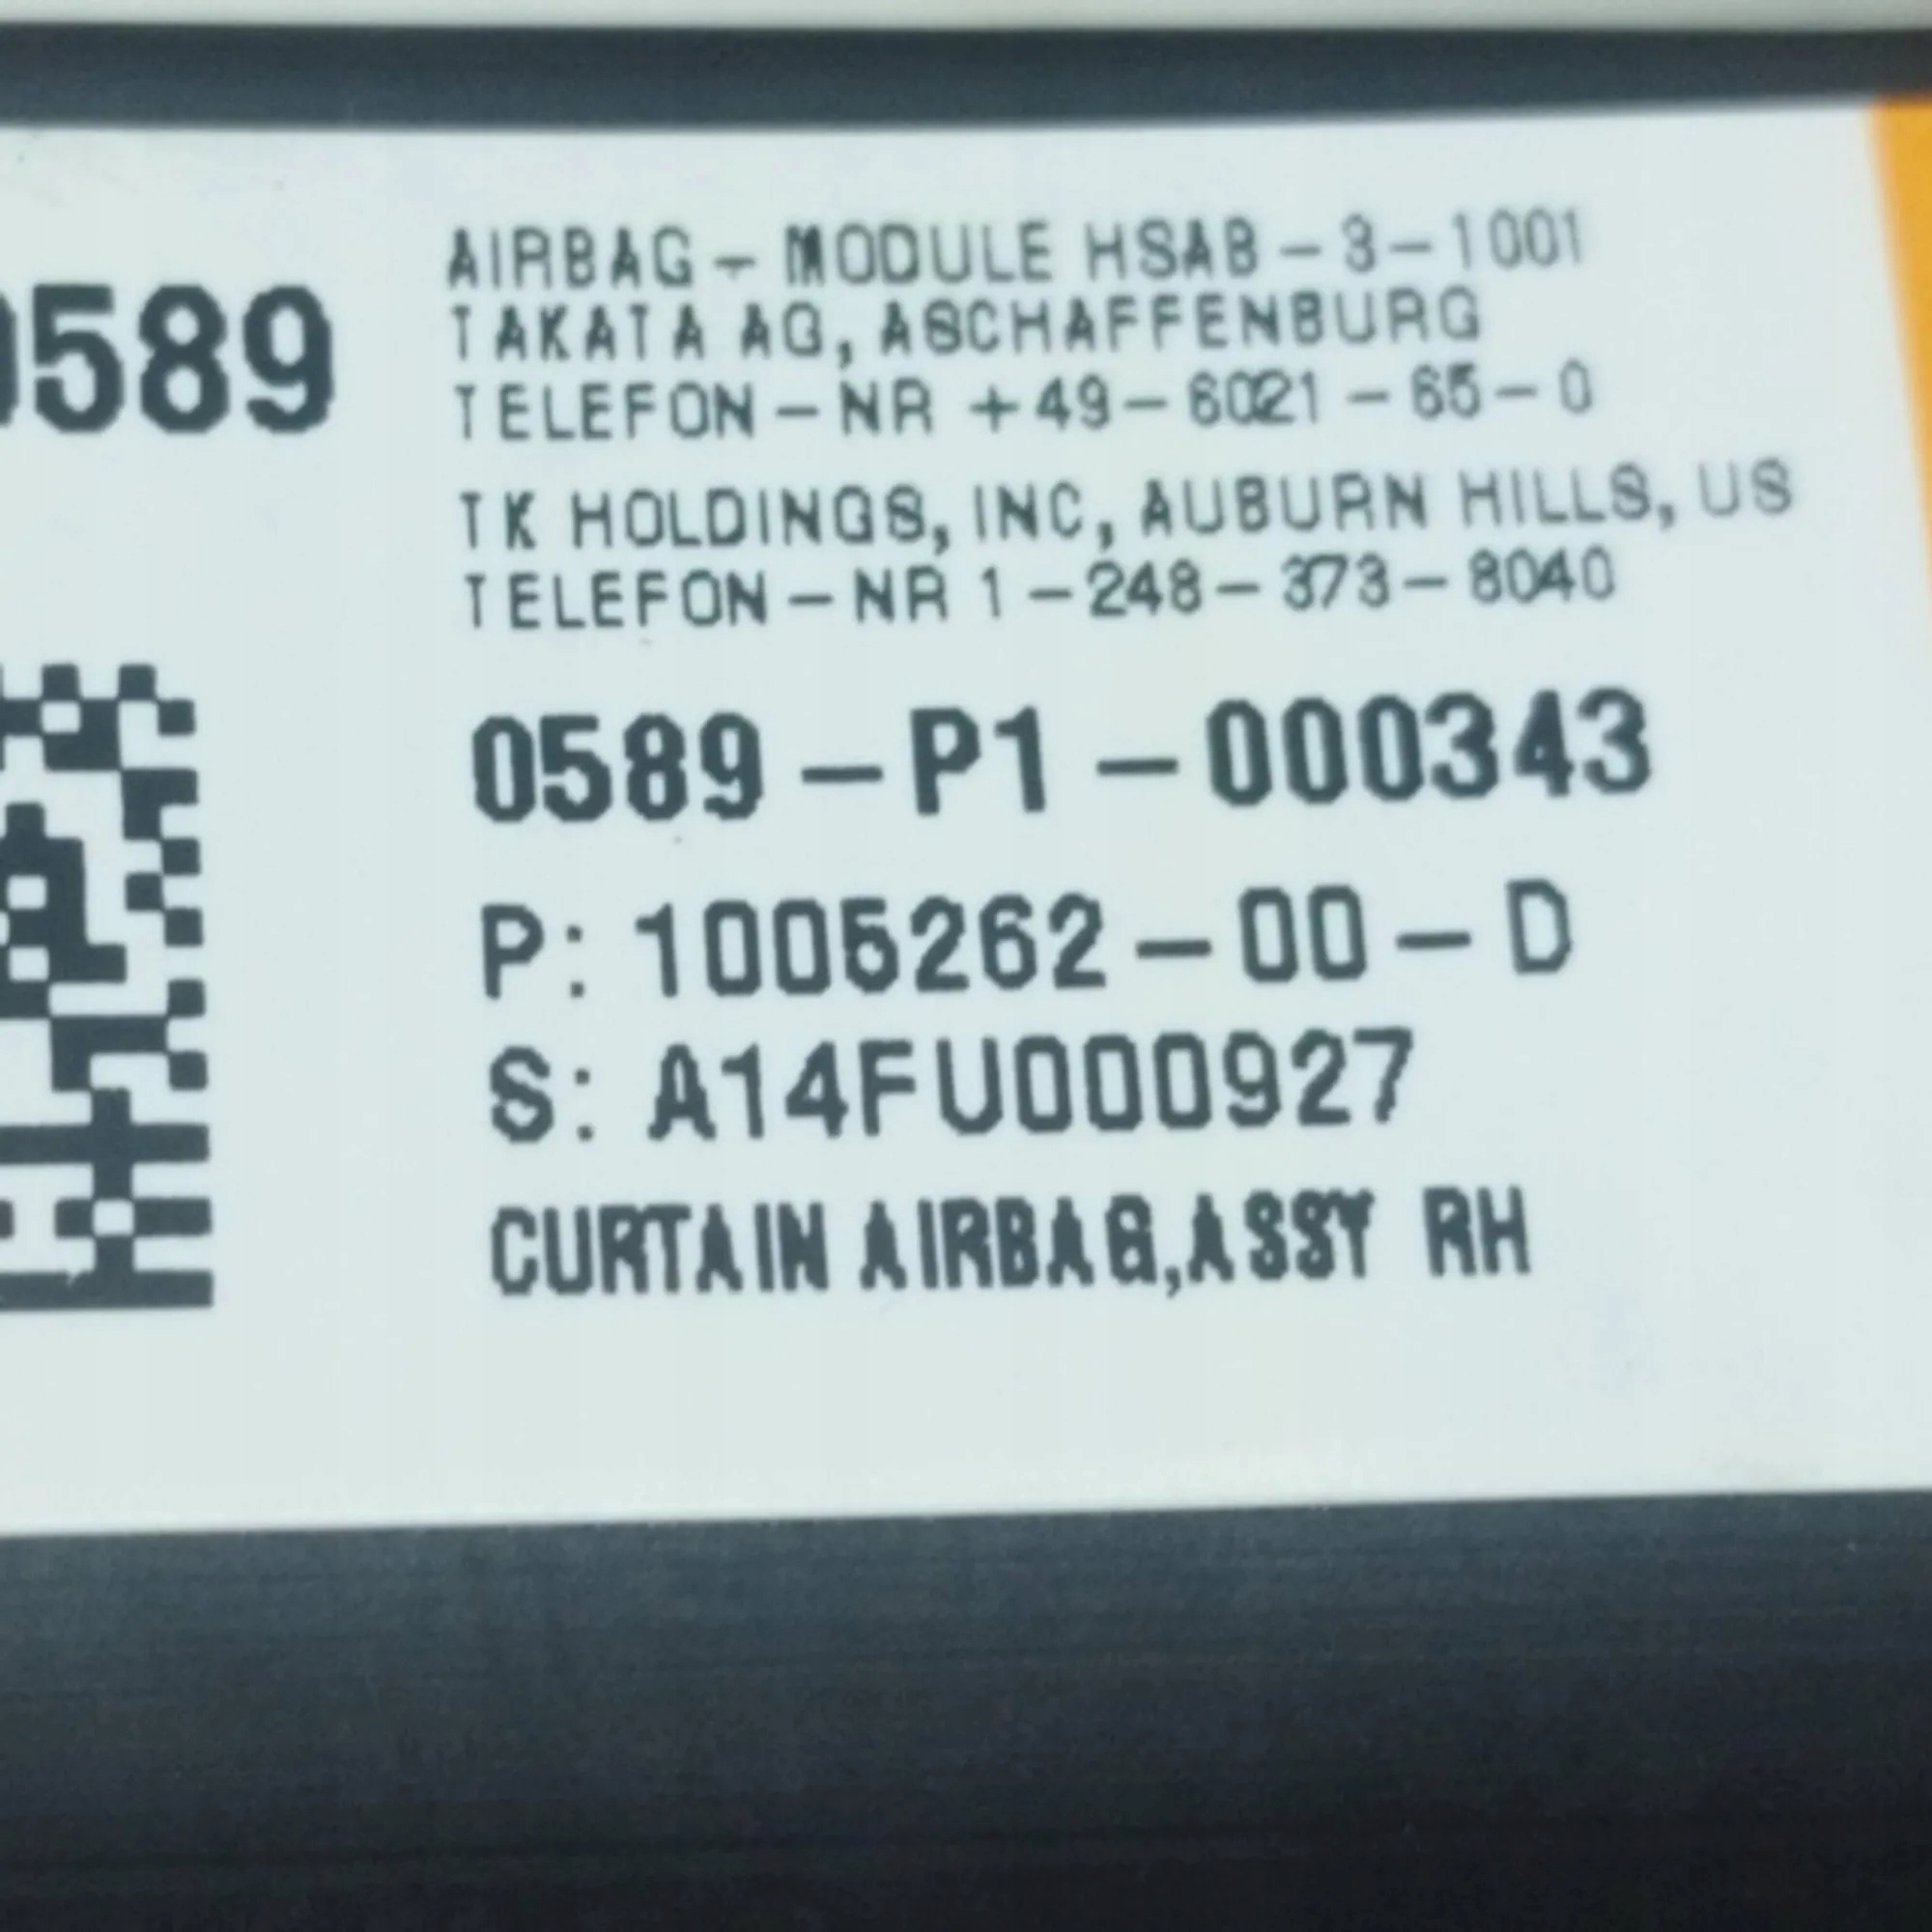 0589
AIRBAG-MODULE HSAB-3-1001
TAKATA AG, ASCHAFFENBURG
TELEFON-NR +49-6021-65-0
TK HOLDINGS, INC, AUBURN HILLS, US
TELEFON-NR 1-248-373-8040
0589-P1-000343
P: 1005262-00-D
S: A14FU000927
CURTAIN AIRBAG,ASSY RH